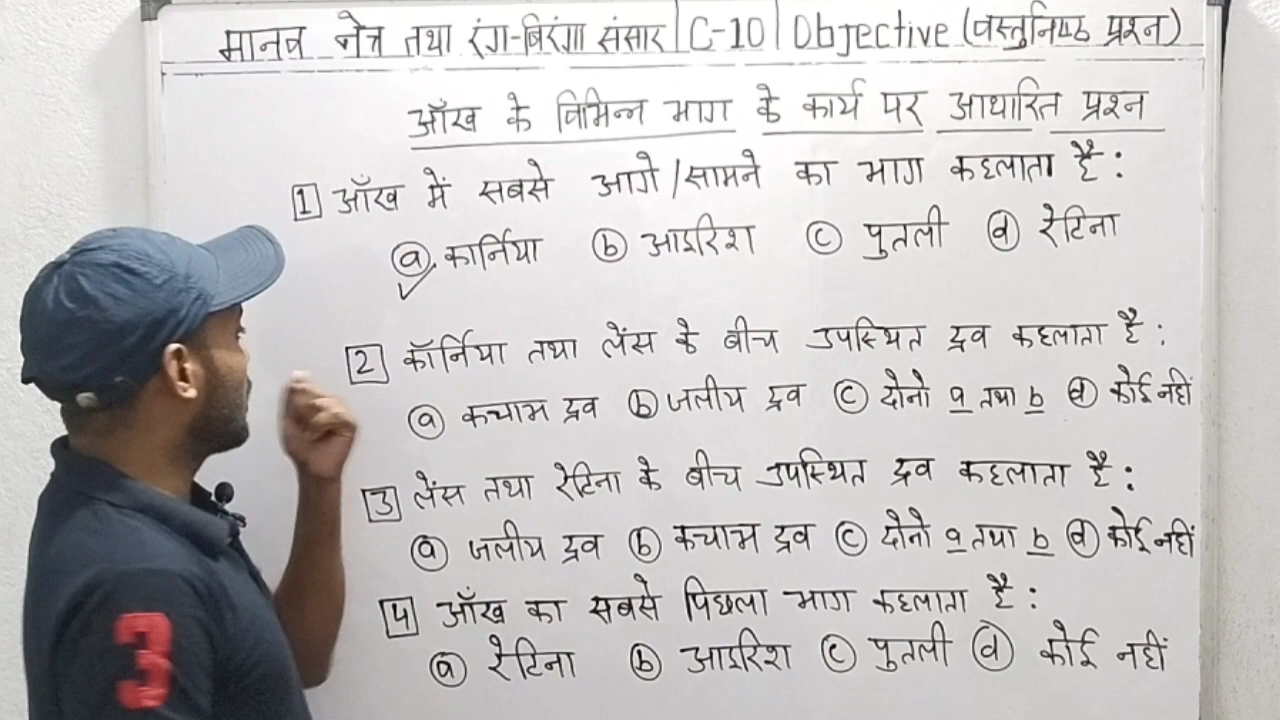 मानव नेत्र तथा रंग-बिरंगा संसार | C-10 | Objective (वस्तुनिष्ठ प्रश्न)
आँख के विभिन्न भाग के कार्य पर आधारित प्रश्न
1 आँख में सबसे आगे/सामने का भाग कहलाता है :
a कार्निया b आइरिश c पुतली d रेटिना
2 कॉर्निया तथा लेंस के बीच उपस्थित द्रव कहलाता है :
a कचाभ द्रव b जलीय द्रव c दोनो a तथा b d कोई नहीं
3 लेंस तथा रेटिना के बीच उपस्थित द्रव कहलाता है :
a जलीय द्रव b कचाभ द्रव c दोनो a तथा b d कोई नहीं
4 आँख का सबसे पिछला भाग कहलाता है :
a रेटिना b आइरिश c पुतली d कोई नहीं
3